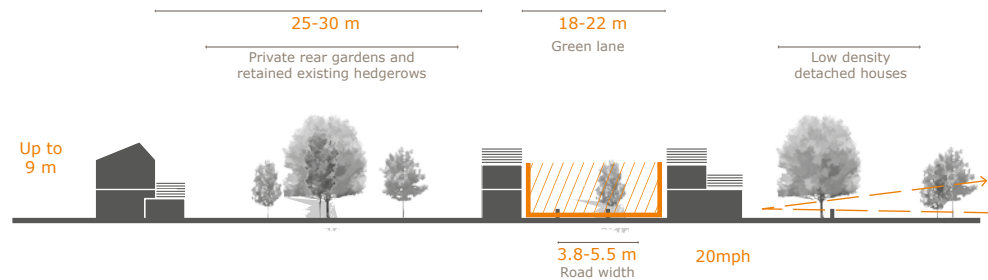 25-30 m
18-22 m
Green lane
Private rear gardens and
retained existing hedgerows
Low density
detached houses
Up to
9 m
3.8-5.5 m
Road width
20mph